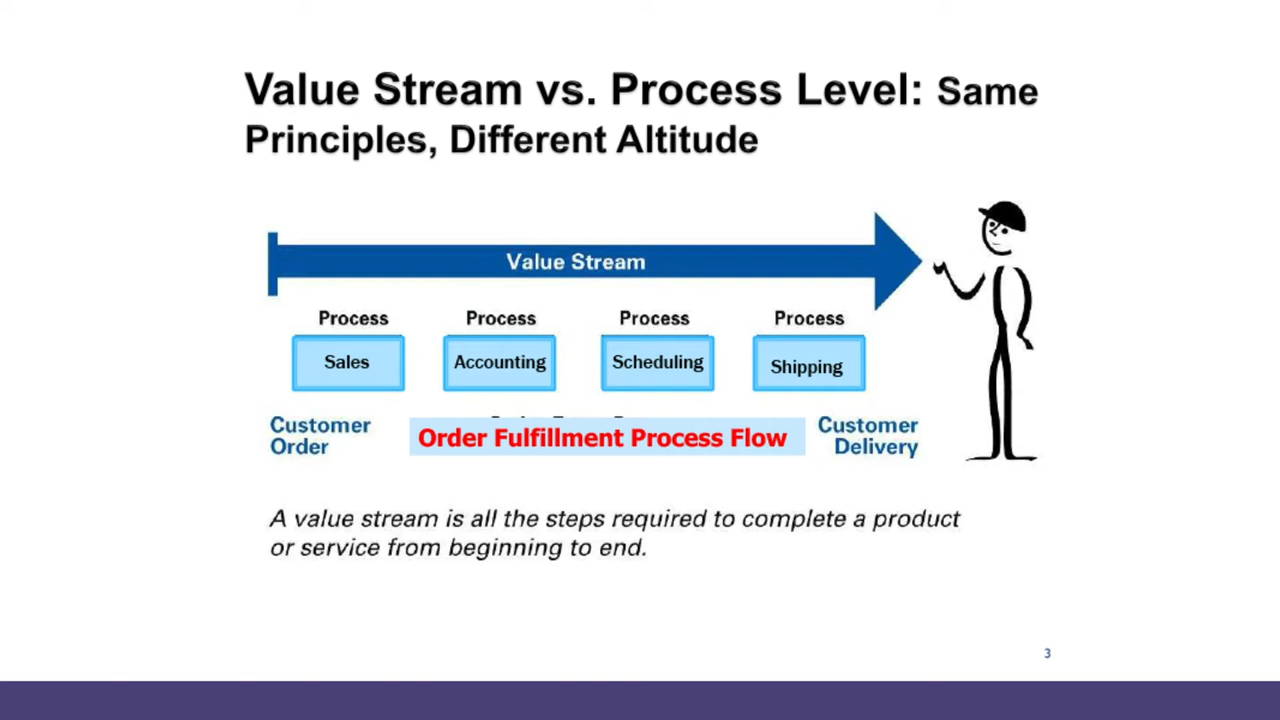 Value Stream vs. Process Level: Same
Principles, Different Altitude
Value Stream
Process Process Process Process
Sales Accounting Scheduling Shipping
Customer
Order
Order Fulfillment Process Flow
Customer
Delivery
A value stream is all the steps required to complete a product
or service from beginning to end.
3